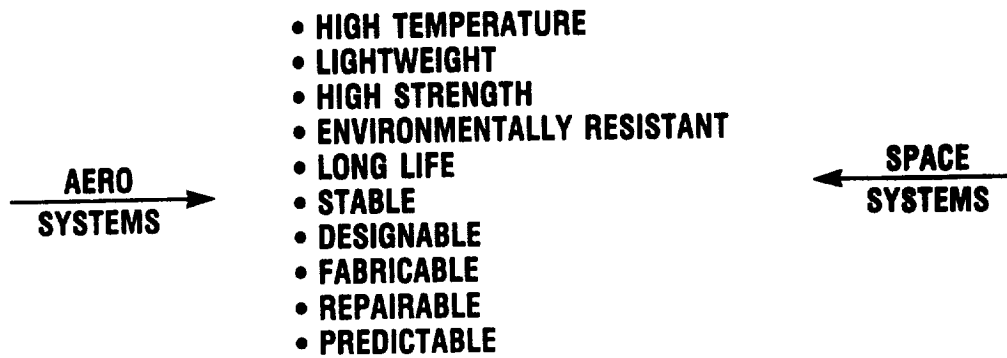 • HIGH TEMPERATURE
• LIGHTWEIGHT
• HIGH STRENGTH
• ENVIRONMENTALLY RESISTANT
• LONG LIFE
• STABLE
• DESIGNABLE
• FABRICABLE
• REPAIRABLE
• PREDICTABLE
AERO
SYSTEMS
SPACE
SYSTEMS